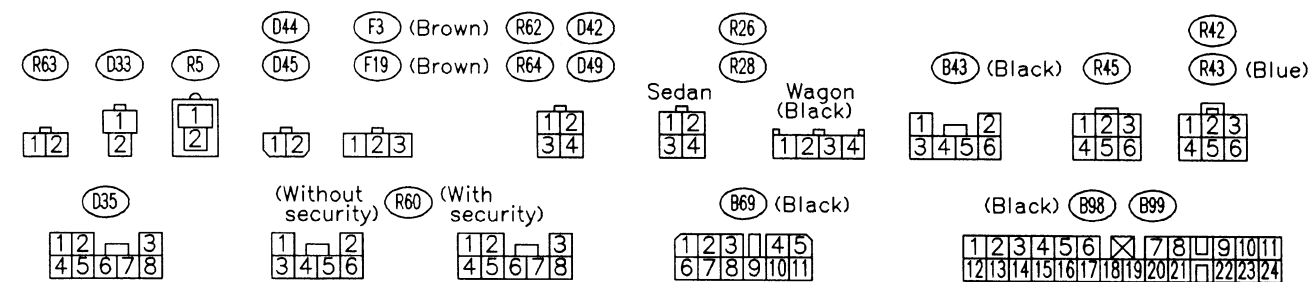 D44 F3 (Brown) R62 D42 R26 R42
R63 D33 R5 D45 F19 (Brown) R64 D49 R28 B43 (Black) R45 R43 (Blue)
Sedan Wagon
(Black)
1 2
1
2
1
2
1 2
1 2 3
1 2
3 4
1 2
3 4
1 2 3 4
1 2
3 4 5 6
1 2 3
4 5 6
1 2 3
4 5 6
D35 (Without security) R60 (With security) B69 (Black) (Black) B98 B99
1 2 3
4 5 6 7 8
1 2
3 4 5 6
1 2 3
4 5 6 7 8
1 2 3 4 5
6 7 8 9 10 11
1 2 3 4 5 6 7 8 9 10 11
12 13 14 15 16 17 18 19 20 21 22 23 24